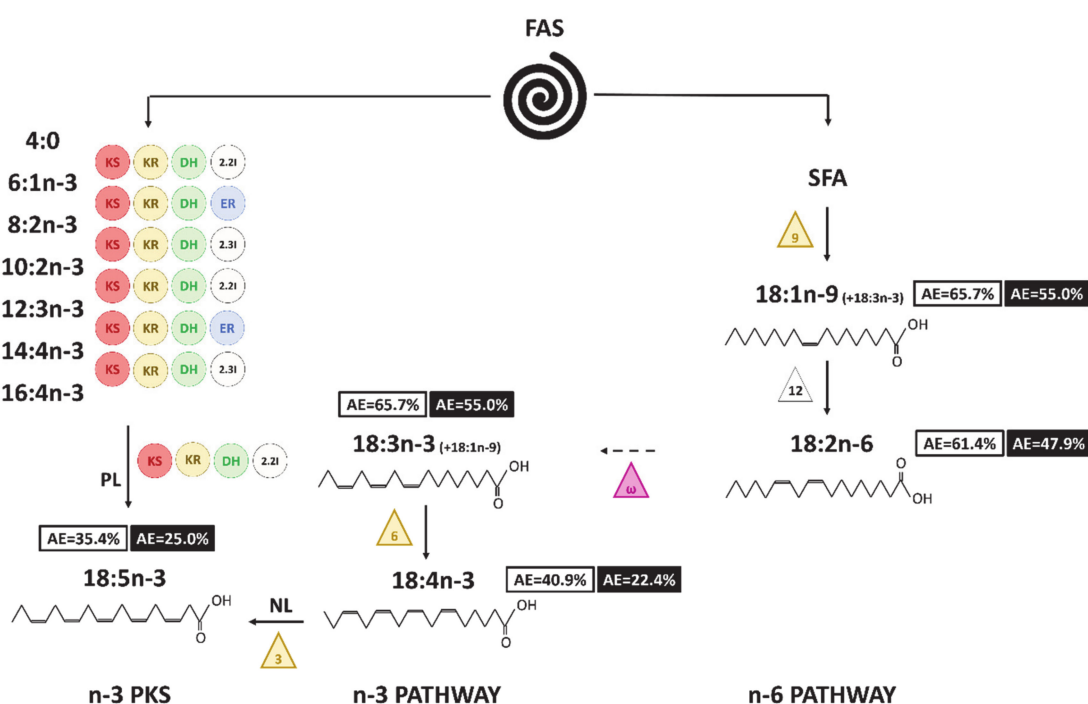 FAS
4:0
KS KR DH 2.2I
6:1n-3
KS KR DH ER
8:2n-3
KS KR DH 2.3I
10:2n-3
KS KR DH 2.2I
12:3n-3
KS KR DH ER
14:4n-3
KS KR DH 2.3I
16:4n-3
PL
KS KR DH 2.2I
AE=35.4% AE=25.0%
18:5n-3
OH
O
n-3 PKS
AE=65.7% AE=55.0%
18:3n-3 (+18:1n-9)
OH
O
6
18:4n-3
AE=40.9% AE=22.4%
OH
O
NL
3
n-3 PATHWAY
ω
SFA
9
18:1n-9 (+18:3n-3)
AE=65.7% AE=55.0%
OH
O
12
18:2n-6
AE=61.4% AE=47.9%
O
OH
n-6 PATHWAY